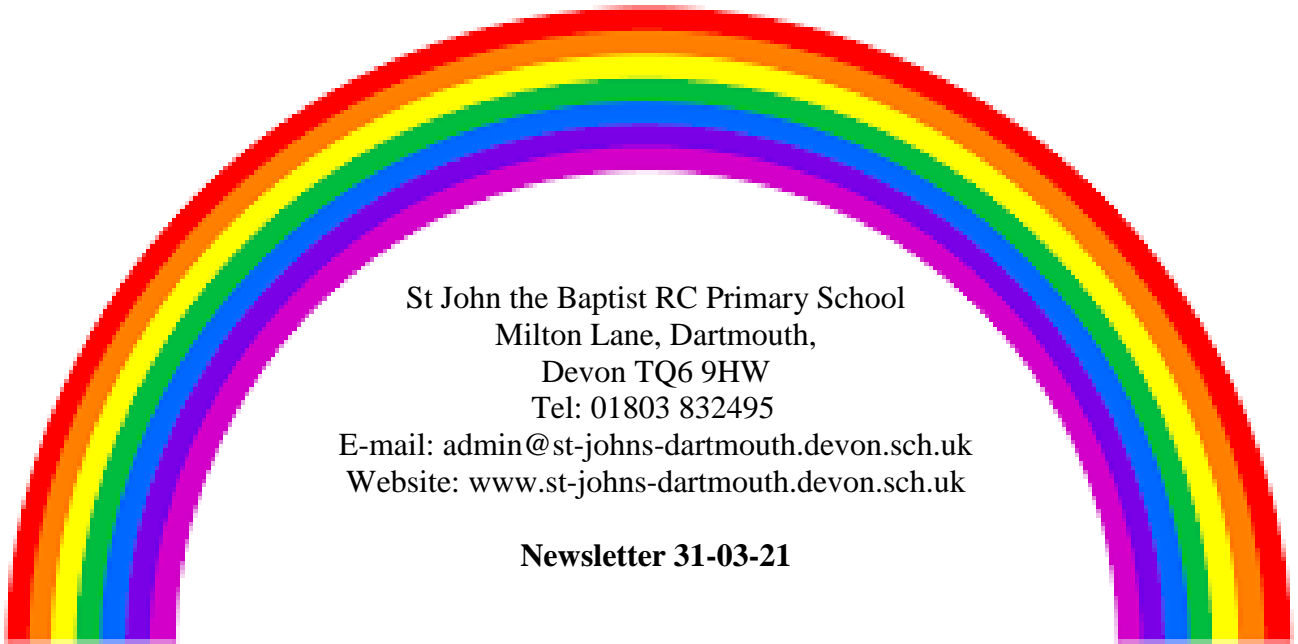 St John the Baptist RC Primary School
Milton Lane, Dartmouth,
Devon TQ6 9HW
Tel: 01803 832495
E-mail: admin@st-johns-dartmouth.devon.sch.uk
Website: www.st-johns-dartmouth.devon.sch.uk
Newsletter 31-03-21